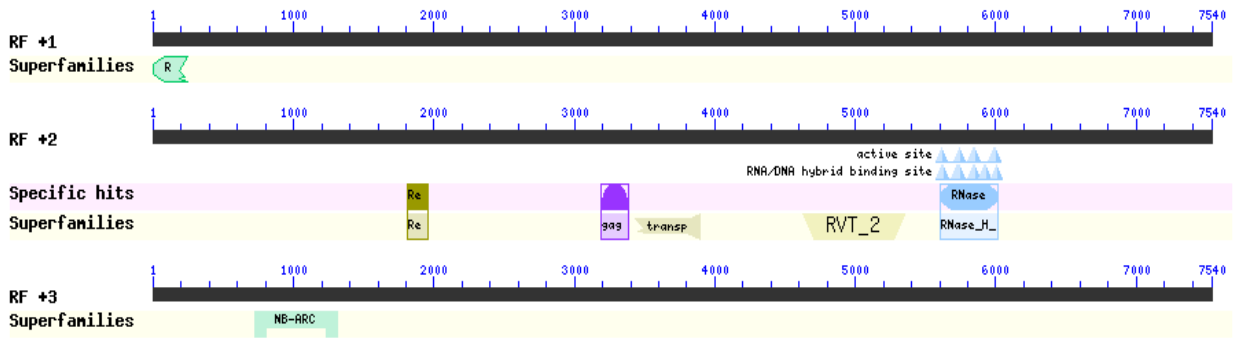 1 1000 2000 3000 4000 5000 6000 7000 7540
RF +1
Superfamilies R
1 1000 2000 3000 4000 5000 6000 7000 7540
RF +2
active site
RNA/DNA hybrid binding site
Specific hits Re RNase
Superfamilies Re gag transp RVT_2 RNase_H_
1 1000 2000 3000 4000 5000 6000 7000 7540
RF +3
Superfamilies NB-ARC